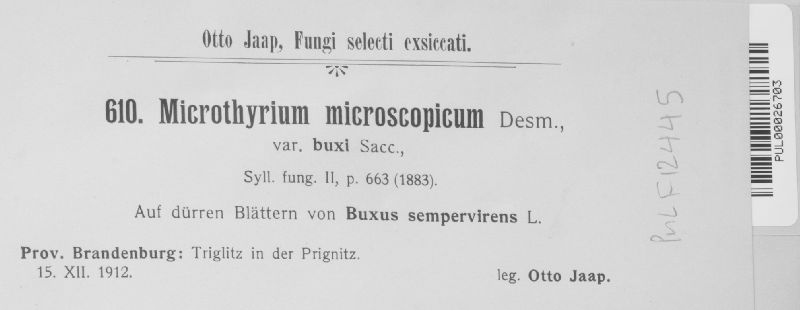 Otto Jaap, Fungi selecti exsiccati.
610. Microthyrium microscopicum Desm.,
var. buxi Sacc.,
Syll. fung. II, p. 663 (1883).
Auf dürren Blättern von Buxus sempervirens L.
Prov. Brandenburg: Triglitz in der Prignitz.
15. XII. 1912.
leg. Otto Jaap.
PUL F12445
PUL00026703